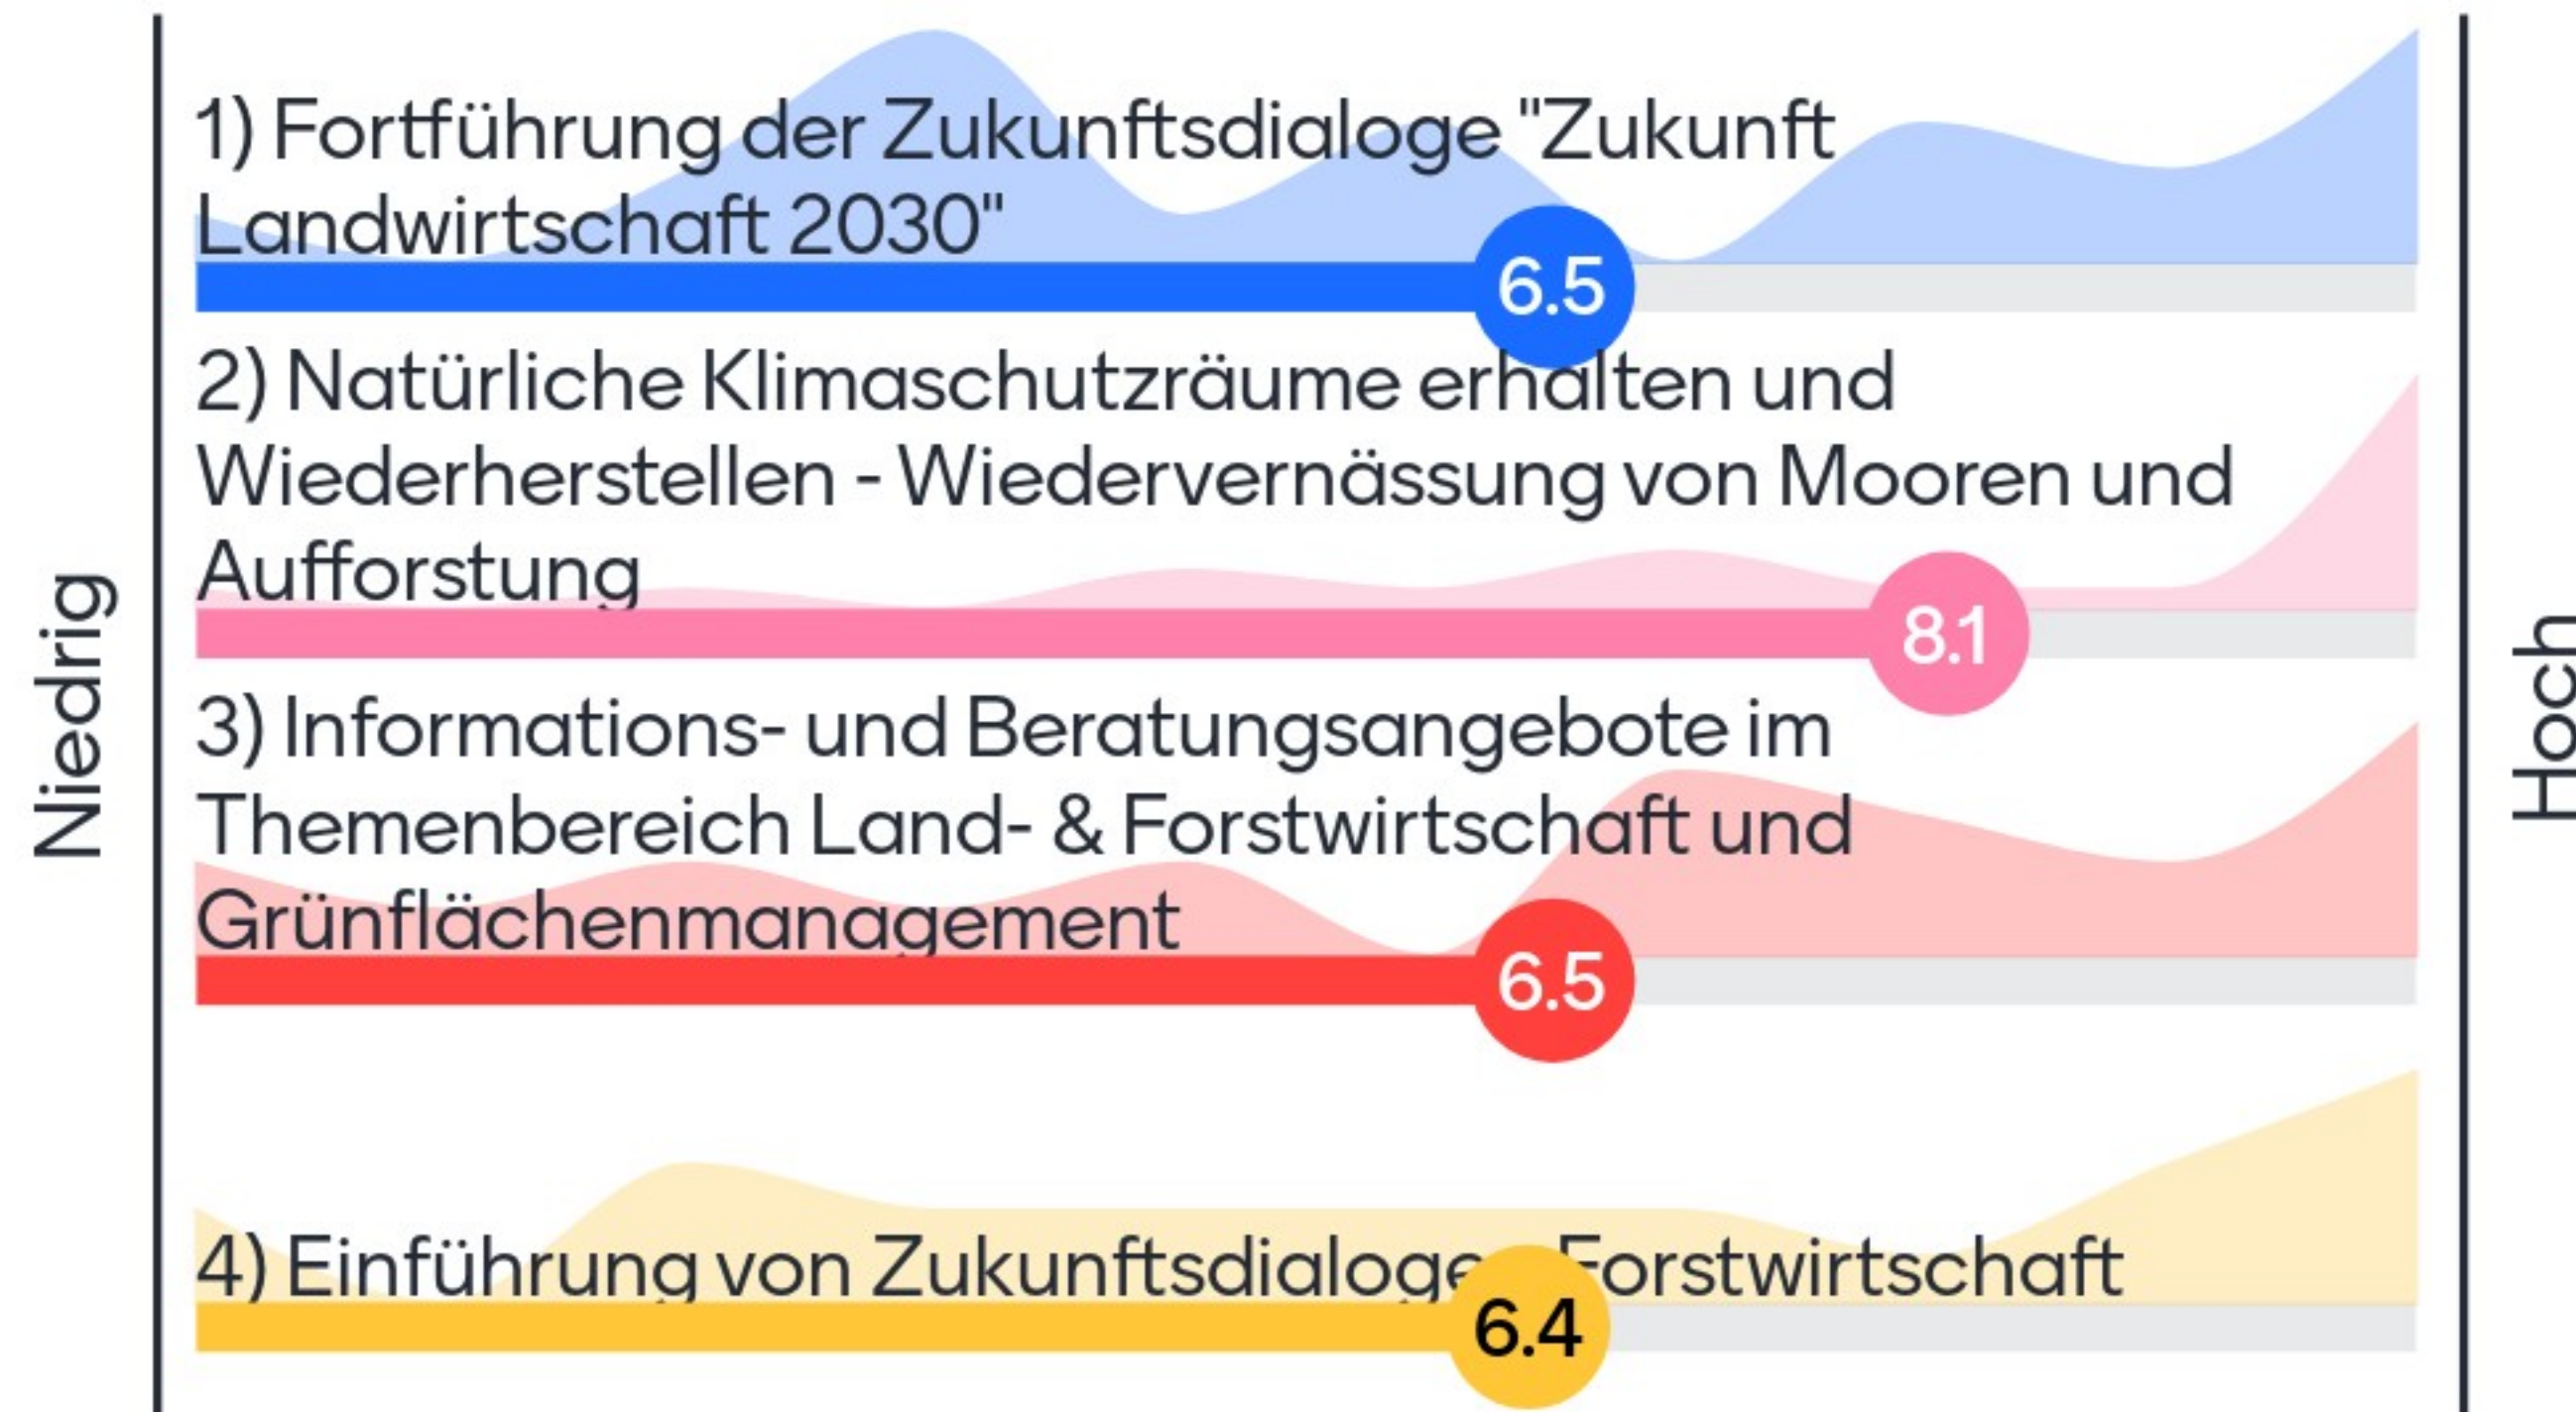 1) Fortführung der Zukunftsdialoge "Zukunft
Landwirtschaft 2030"
6.5
2) Natürliche Klimaschutzräume erhalten und
Wiederherstellen - Wiedervernässung von Mooren und
Aufforstung
8.1
3) Informations- und Beratungsangebote im
Themenbereich Land- & Forstwirtschaft und
Grünflächenmanagement
6.5
4) Einführung von Zukunftsdialoge Forstwirtschaft
6.4
Niedrig
Hoch